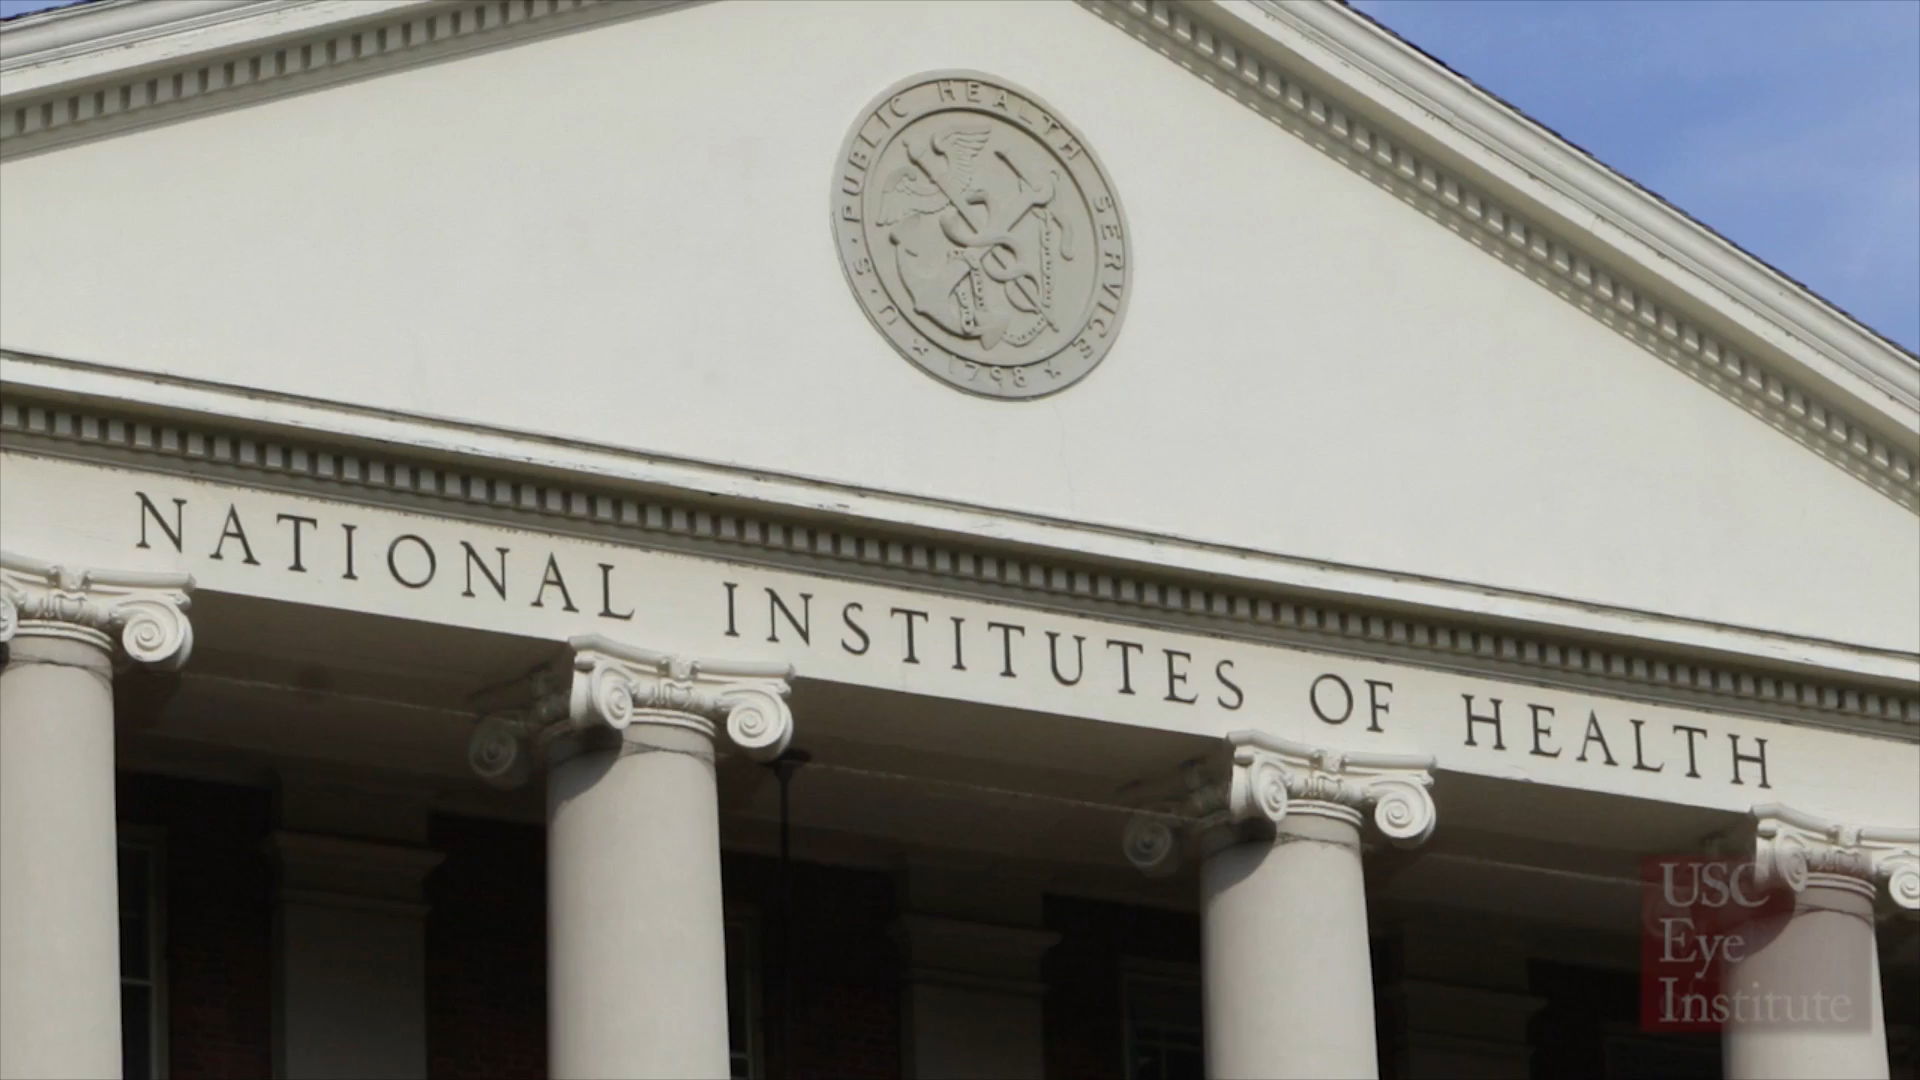 U.S. PUBLIC HEALTH SERVICE
1798
NATIONAL INSTITUTES OF HEALTH
USC
Eye
Institute